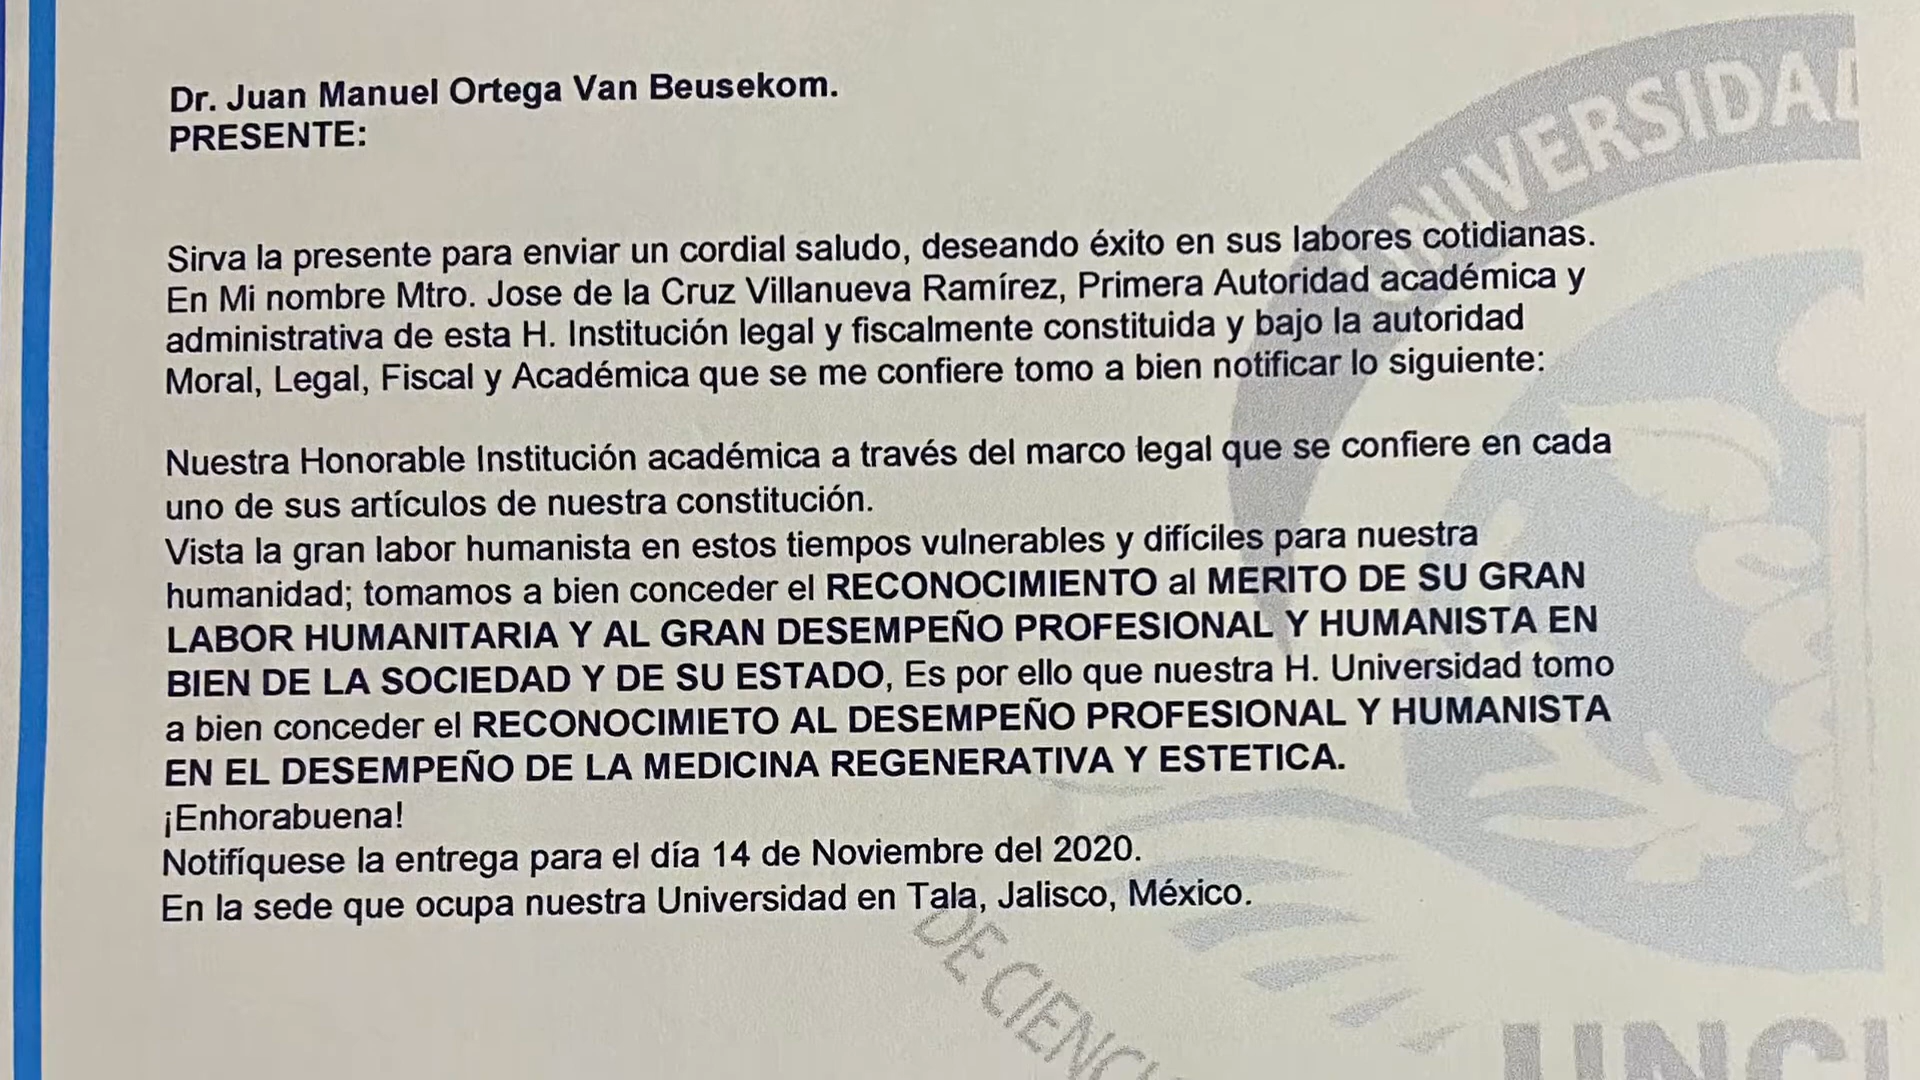 Dr. Juan Manuel Ortega Van Beusekom.
PRESENTE:
Sirva la presente para enviar un cordial saludo, deseando éxito en sus labores cotidianas.
En Mi nombre Mtro. Jose de la Cruz Villanueva Ramírez, Primera Autoridad académica y
administrativa de esta H. Institución legal y fiscalmente constituida y bajo la autoridad
Moral, Legal, Fiscal y Académica que se me confiere tomo a bien notificar lo siguiente:
Nuestra Honorable Institución académica a través del marco legal que se confiere en cada
uno de sus artículos de nuestra constitución.
Vista la gran labor humanista en estos tiempos vulnerables y difíciles para nuestra
humanidad; tomamos a bien conceder el RECONOCIMIENTO al MERITO DE SU GRAN
LABOR HUMANITARIA Y AL GRAN DESEMPEÑO PROFESIONAL Y HUMANISTA EN
BIEN DE LA SOCIEDAD Y DE SU ESTADO, Es por ello que nuestra H. Universidad tomo
a bien conceder el RECONOCIMIETO AL DESEMPEÑO PROFESIONAL Y HUMANISTA
EN EL DESEMPEÑO DE LA MEDICINA REGENERATIVA Y ESTETICA.
¡Enhorabuena!
Notifíquese la entrega para el día 14 de Noviembre del 2020.
En la sede que ocupa nuestra Universidad en Tala, Jalisco, México.
UNIVERSIDAD
DE CIENCI
UNCI